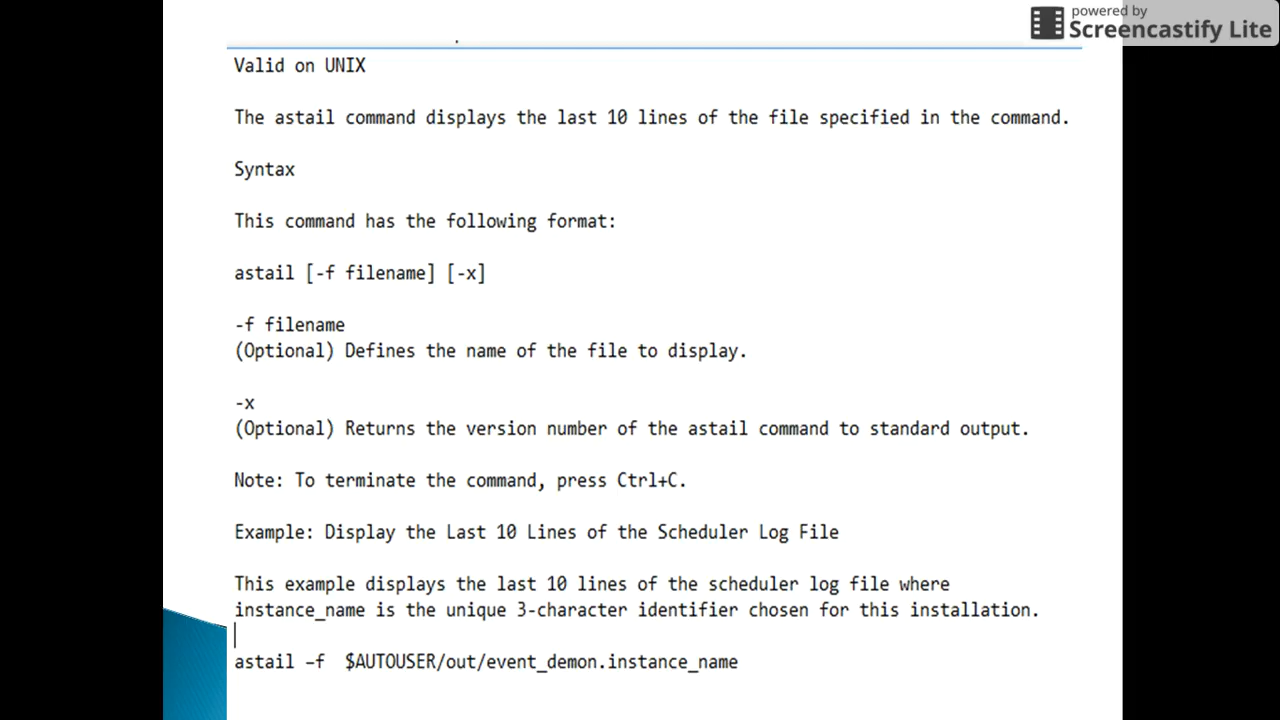 powered by
Screencastify Lite
Valid on UNIX
The astail command displays the last 10 lines of the file specified in the command.
Syntax
This command has the following format:
astail [-f filename] [-x]
-f filename
(Optional) Defines the name of the file to display.
-x
(Optional) Returns the version number of the astail command to standard output.
Note: To terminate the command, press Ctrl+C.
Example: Display the Last 10 Lines of the Scheduler Log File
This example displays the last 10 lines of the scheduler log file where
instance_name is the unique 3-character identifier chosen for this installation.
astail –f  $AUTOUSER/out/event_demon.instance_name